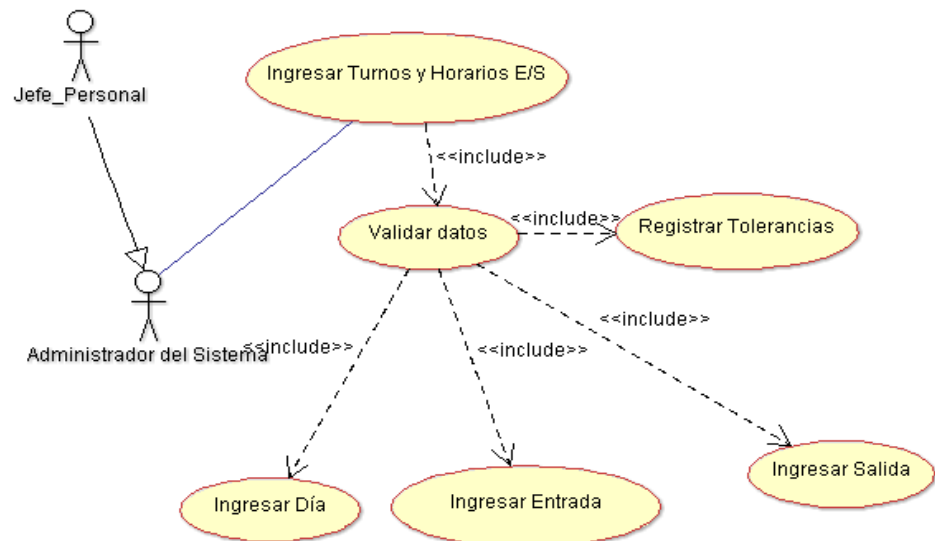 Ingresar Turnos y Horarios E/S
Jefe_Personal
<<include>>
<<include>>
Registrar Tolerancias
Validar datos
<<include>>
Administrador del Sistema
<<include>>
<<include>>
Ingresar Salida
Ingresar Día
Ingresar Entrada